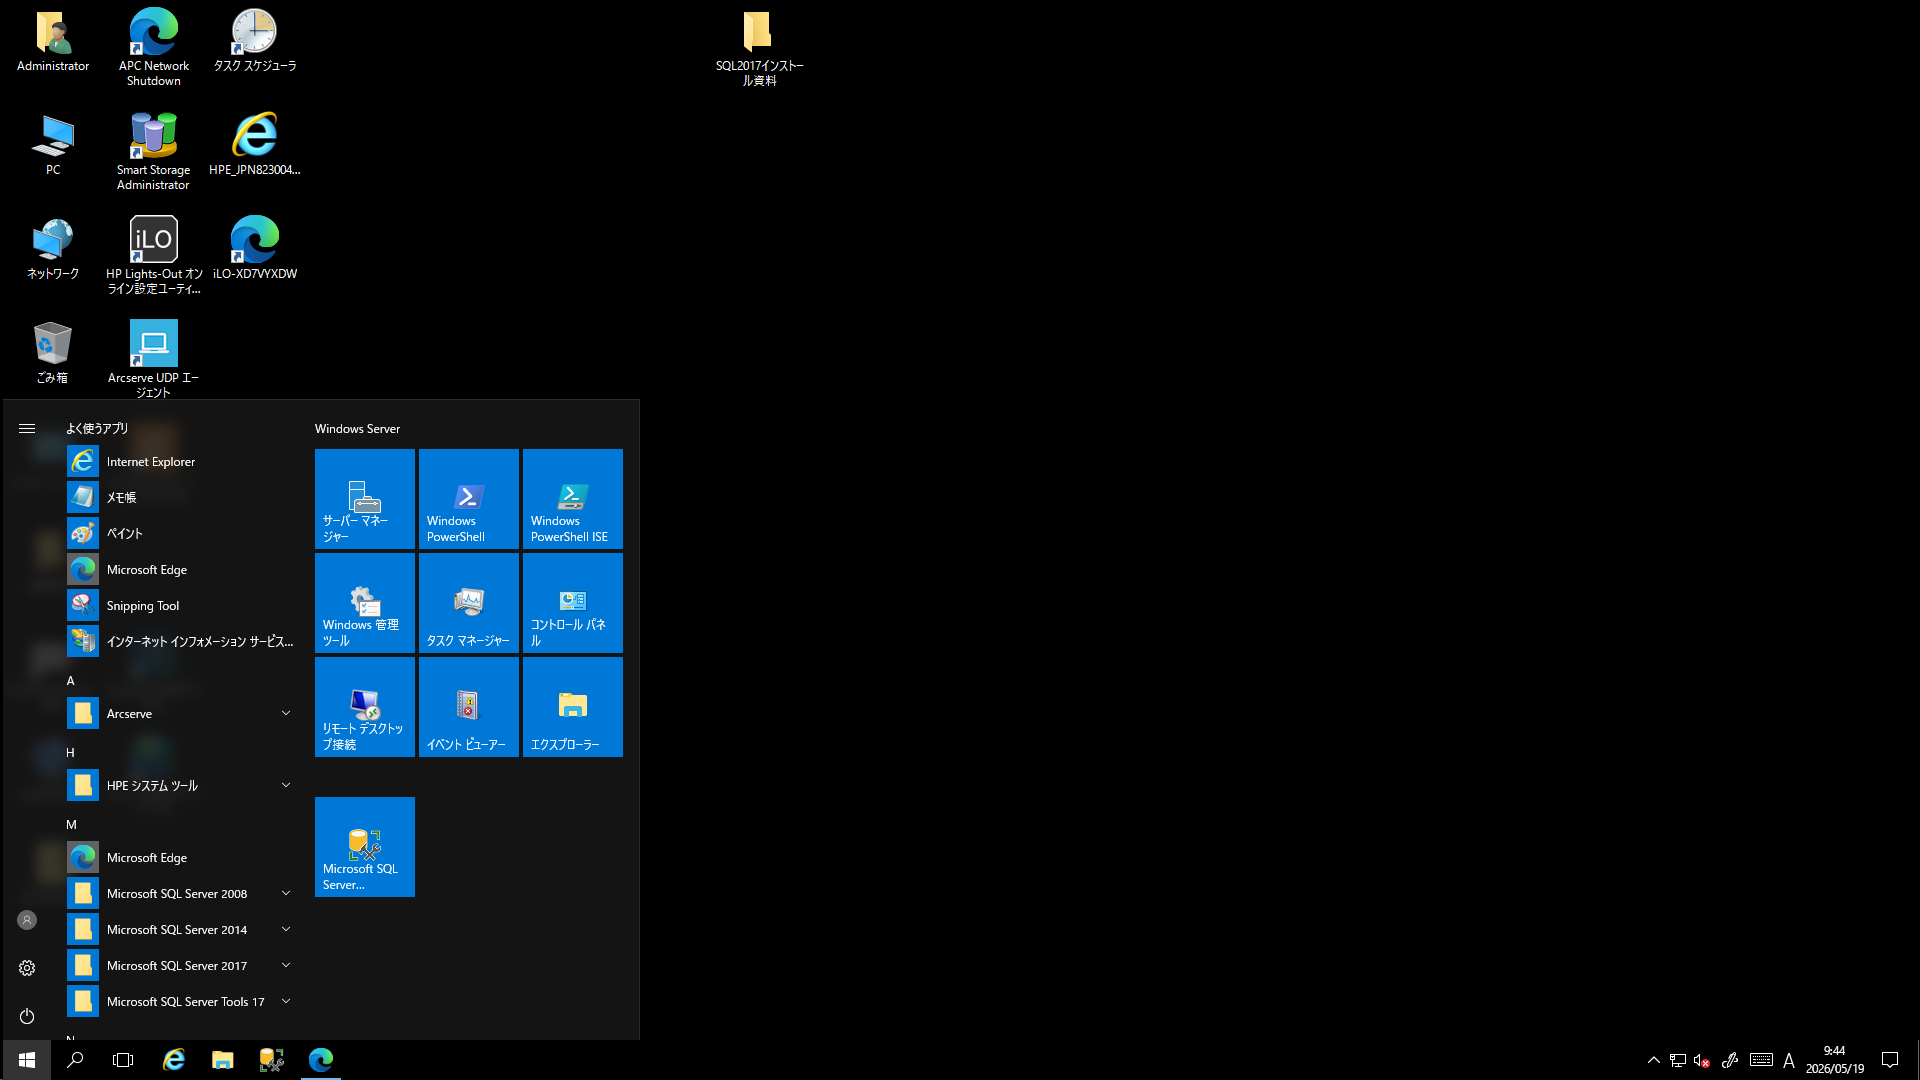 Administrator
APC Network
Shutdown
タスク スケジューラ
SQL2017インストー
ル資料
PC
Smart Storage
Administrator
HPE_JPN823004...
ネットワーク
iLO
HP Lights-Out オン
ライン設定ユーティ...
iLO-XD7VYXDW
ごみ箱
Arcserve UDP エー
ジェント
よく使うアプリ
Internet Explorer
メモ帳
ペイント
Microsoft Edge
Snipping Tool
インターネット インフォメーション サービス...
A
Arcserve
H
HPE システム ツール
M
Microsoft Edge
Microsoft SQL Server 2008
Microsoft SQL Server 2014
Microsoft SQL Server 2017
Microsoft SQL Server Tools 17
N
Windows Server
サーバー マネー
ジャー
Windows
PowerShell
Windows
PowerShell ISE
Windows 管理
ツール
タスク マネージャー
コントロール パネ
ル
リモート デスクトッ
プ接続
イベント ビューアー
エクスプローラー
Microsoft SQL
Server...
A
9:44
2026/05/19